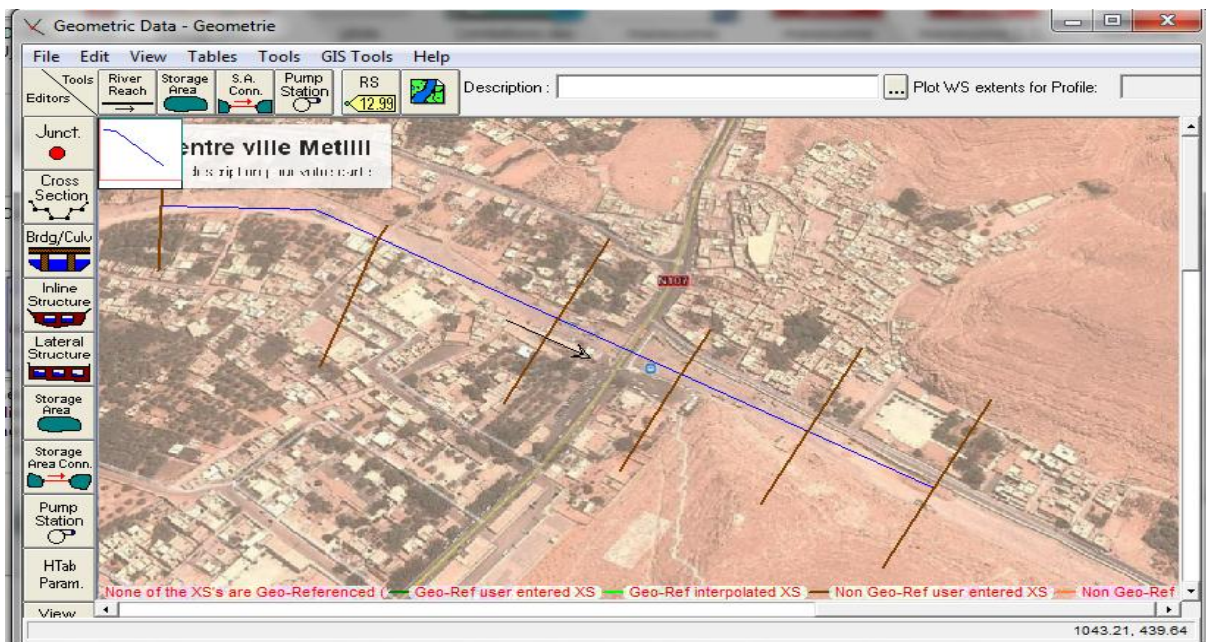 Geometric Data - Geometrie
File Edit View Tables Tools GIS Tools Help
Tools
Editors
River
Reach
Storage
Area
S.A.
Conn.
Pump
Station
RS
12.99
Description :
... Plot WS extents for Profile:
Junct.
Cross
Section
Brdg/Culv
Inline
Structure
Lateral
Structure
Storage
Area
Storage
Area Conn.
Pump
Station
HTab
Param.
View
entre ville Metlili
description pour votre carte
N107
None of the XS's are Geo-Referenced ( Geo-Ref user entered XS Geo-Ref interpolated XS Non Geo-Ref user entered XS Non Geo-Ref
1043.21, 439.64